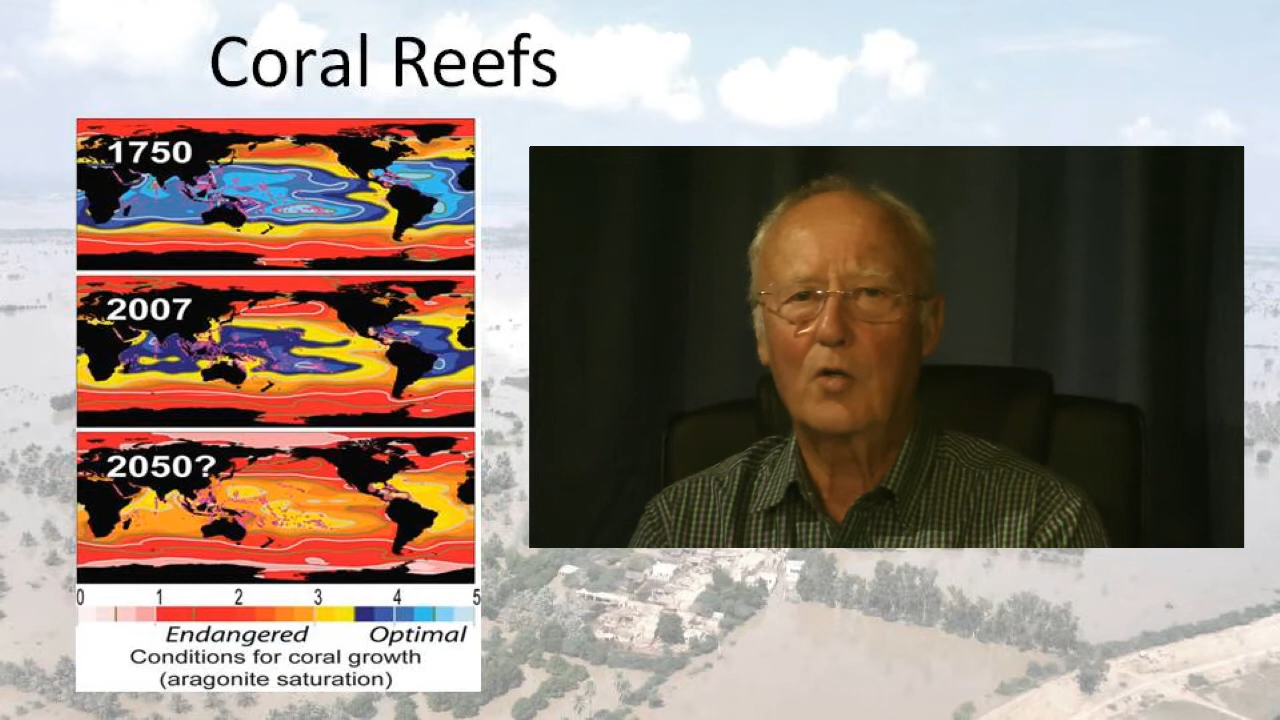 Coral Reefs
1750
2007
2050?
0 1 2 3 4 5
Endangered Optimal
Conditions for coral growth
(aragonite saturation)